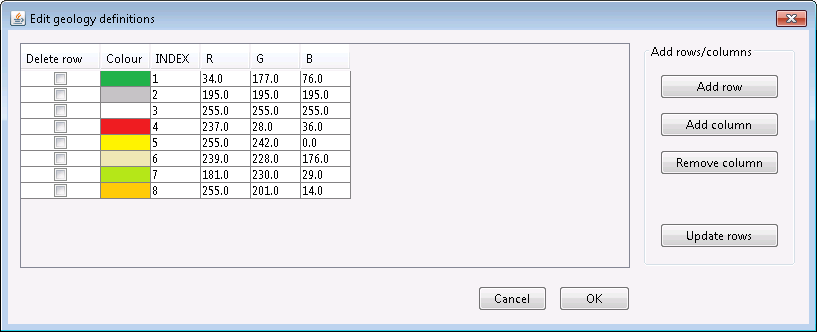 Edit geology definitions
Delete row Colour INDEX R G B
1 34.0 177.0 76.0
2 195.0 195.0 195.0
3 255.0 255.0 255.0
4 237.0 28.0 36.0
5 255.0 242.0 0.0
6 239.0 228.0 176.0
7 181.0 230.0 29.0
8 255.0 201.0 14.0
Add rows/columns
Add row
Add column
Remove column
Update rows
Cancel OK